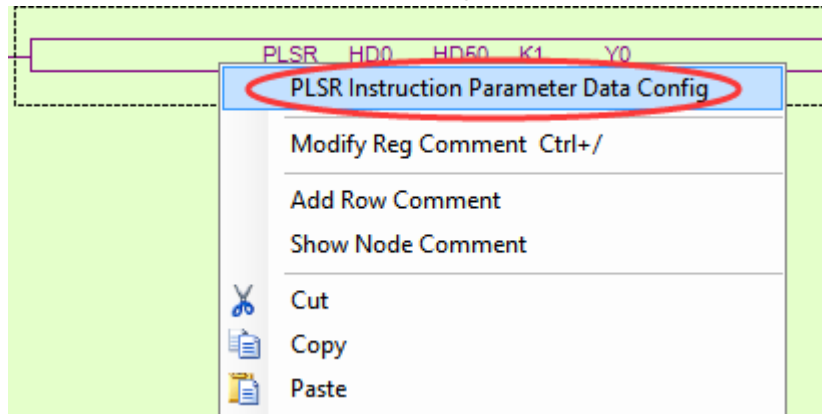 PLSR HD0 HD50 K1 Y0
PLSR Instruction Parameter Data Config
Modify Reg Comment Ctrl+/
Add Row Comment
Show Node Comment
Cut
Copy
Paste